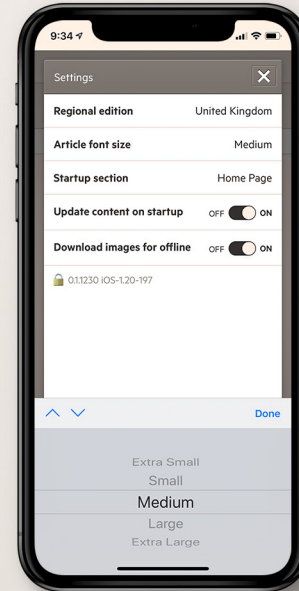 9:34
Settings
Regional edition United Kingdom
Article font size Medium
Startup section Home Page
Update content on startup OFF ON
Download images for offline OFF ON
0.1.1230 iOS-1.20-197
Done
Extra Small
Small
Medium
Large
Extra Large